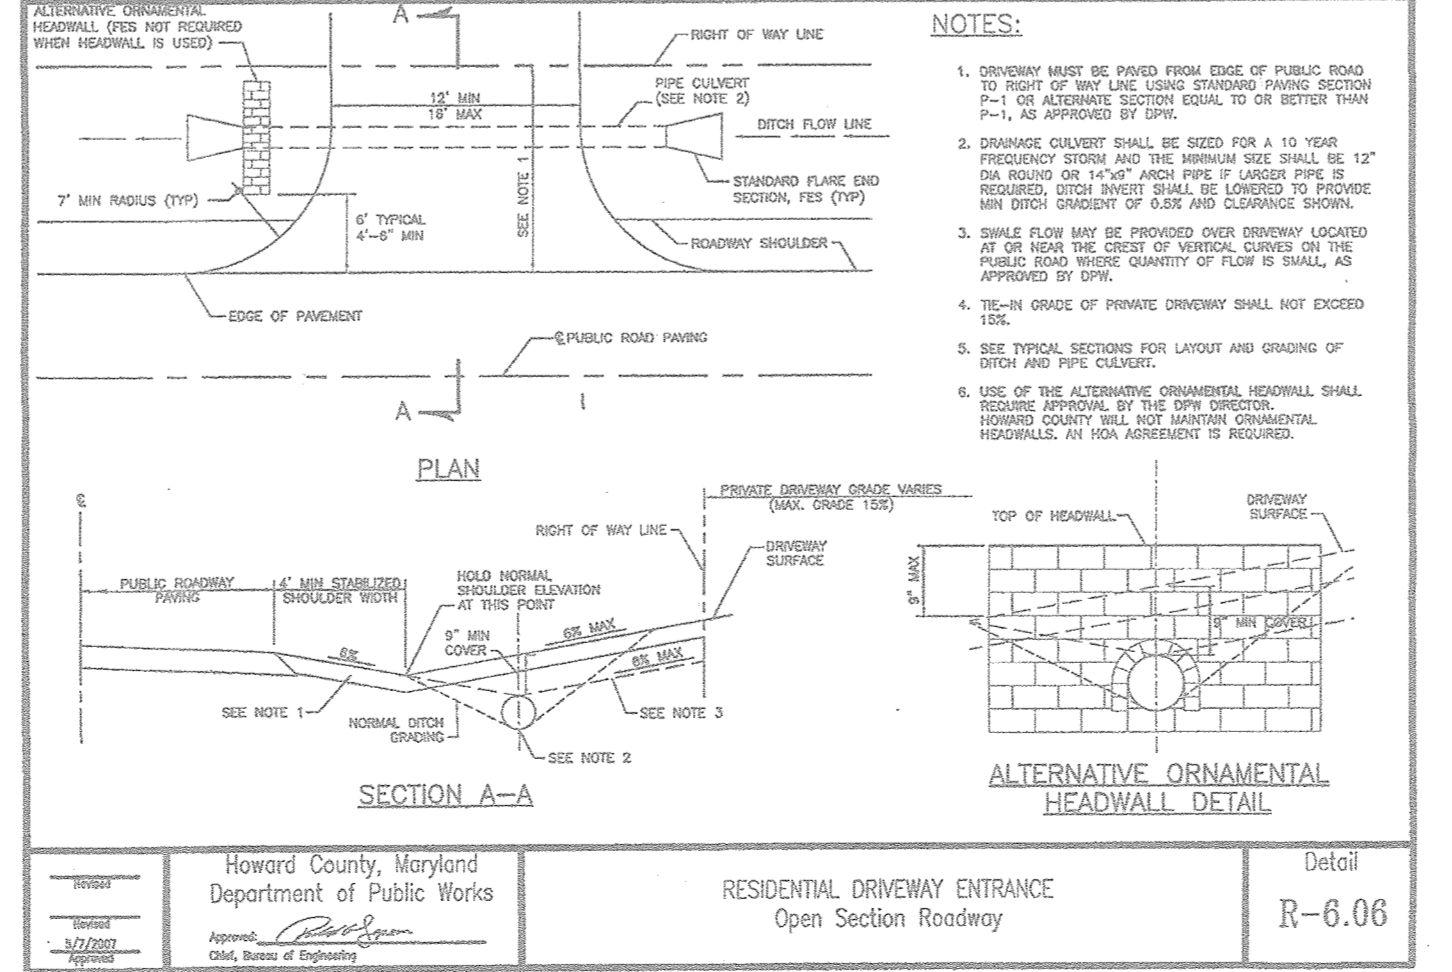 ALTERNATIVE ORNAMENTAL
HEADWALL (FES NOT REQUIRED
WHEN HEADWALL IS USED)
A
RIGHT OF WAY LINE
PIPE CULVERT
(SEE NOTE 2)
12' MIN
16' MAX
DITCH FLOW LINE
SEE NOTE 1
STANDARD FLARE END
SECTION, FES (TYP)
7' MIN RADIUS (TYP)
6' TYPICAL
4'-6" MIN
ROADWAY SHOULDER
EDGE OF PAVEMENT
℄ PUBLIC ROAD PAVING
A
PLAN
NOTES:
1. DRIVEWAY MUST BE PAVED FROM EDGE OF PUBLIC ROAD
TO RIGHT OF WAY LINE USING STANDARD PAVING SECTION
P-1 OR ALTERNATE SECTION EQUAL TO OR BETTER THAN
P-1, AS APPROVED BY DPW.
2. DRAINAGE CULVERT SHALL BE SIZED FOR A 10 YEAR
FREQUENCY STORM AND THE MINIMUM SIZE SHALL BE 12"
DIA ROUND OR 14"x9" ARCH PIPE IF LARGER PIPE IS
REQUIRED, DITCH INVERT SHALL BE LOWERED TO PROVIDE
MIN DITCH GRADIENT OF 0.5% AND CLEARANCE SHOWN.
3. SWALE FLOW MAY BE PROVIDED OVER DRIVEWAY LOCATED
AT OR NEAR THE CREST OF VERTICAL CURVES ON THE
PUBLIC ROAD WHERE QUANTITY OF FLOW IS SMALL, AS
APPROVED BY DPW.
4. TIE-IN GRADE OF PRIVATE DRIVEWAY SHALL NOT EXCEED
15%.
5. SEE TYPICAL SECTIONS FOR LAYOUT AND GRADING OF
DITCH AND PIPE CULVERT.
6. USE OF THE ALTERNATIVE ORNAMENTAL HEADWALL SHALL
REQUIRE APPROVAL BY THE DPW DIRECTOR.
HOWARD COUNTY WILL NOT MAINTAIN ORNAMENTAL
HEADWALLS. AN HOA AGREEMENT IS REQUIRED.
℄
PRIVATE DRIVEWAY GRADE VARIES
(MAX. GRADE 15%)
RIGHT OF WAY LINE
DRIVEWAY
SURFACE
PUBLIC ROADWAY
PAVING
4' MIN STABILIZED
SHOULDER WIDTH
HOLD NORMAL
SHOULDER ELEVATION
AT THIS POINT
9" MIN
COVER
6%
6% MAX
6% MAX
SEE NOTE 1
NORMAL DITCH
GRADING
SEE NOTE 3
SEE NOTE 2
SECTION A-A
TOP OF HEADWALL
DRIVEWAY
SURFACE
9" MAX
9" MIN COVER
ALTERNATIVE ORNAMENTAL
HEADWALL DETAIL
Revised
Revised
5/7/2007
Approved
Howard County, Maryland
Department of Public Works
Approved:
Chief, Bureau of Engineering
RESIDENTIAL DRIVEWAY ENTRANCE
Open Section Roadway
Detail
R-6.06